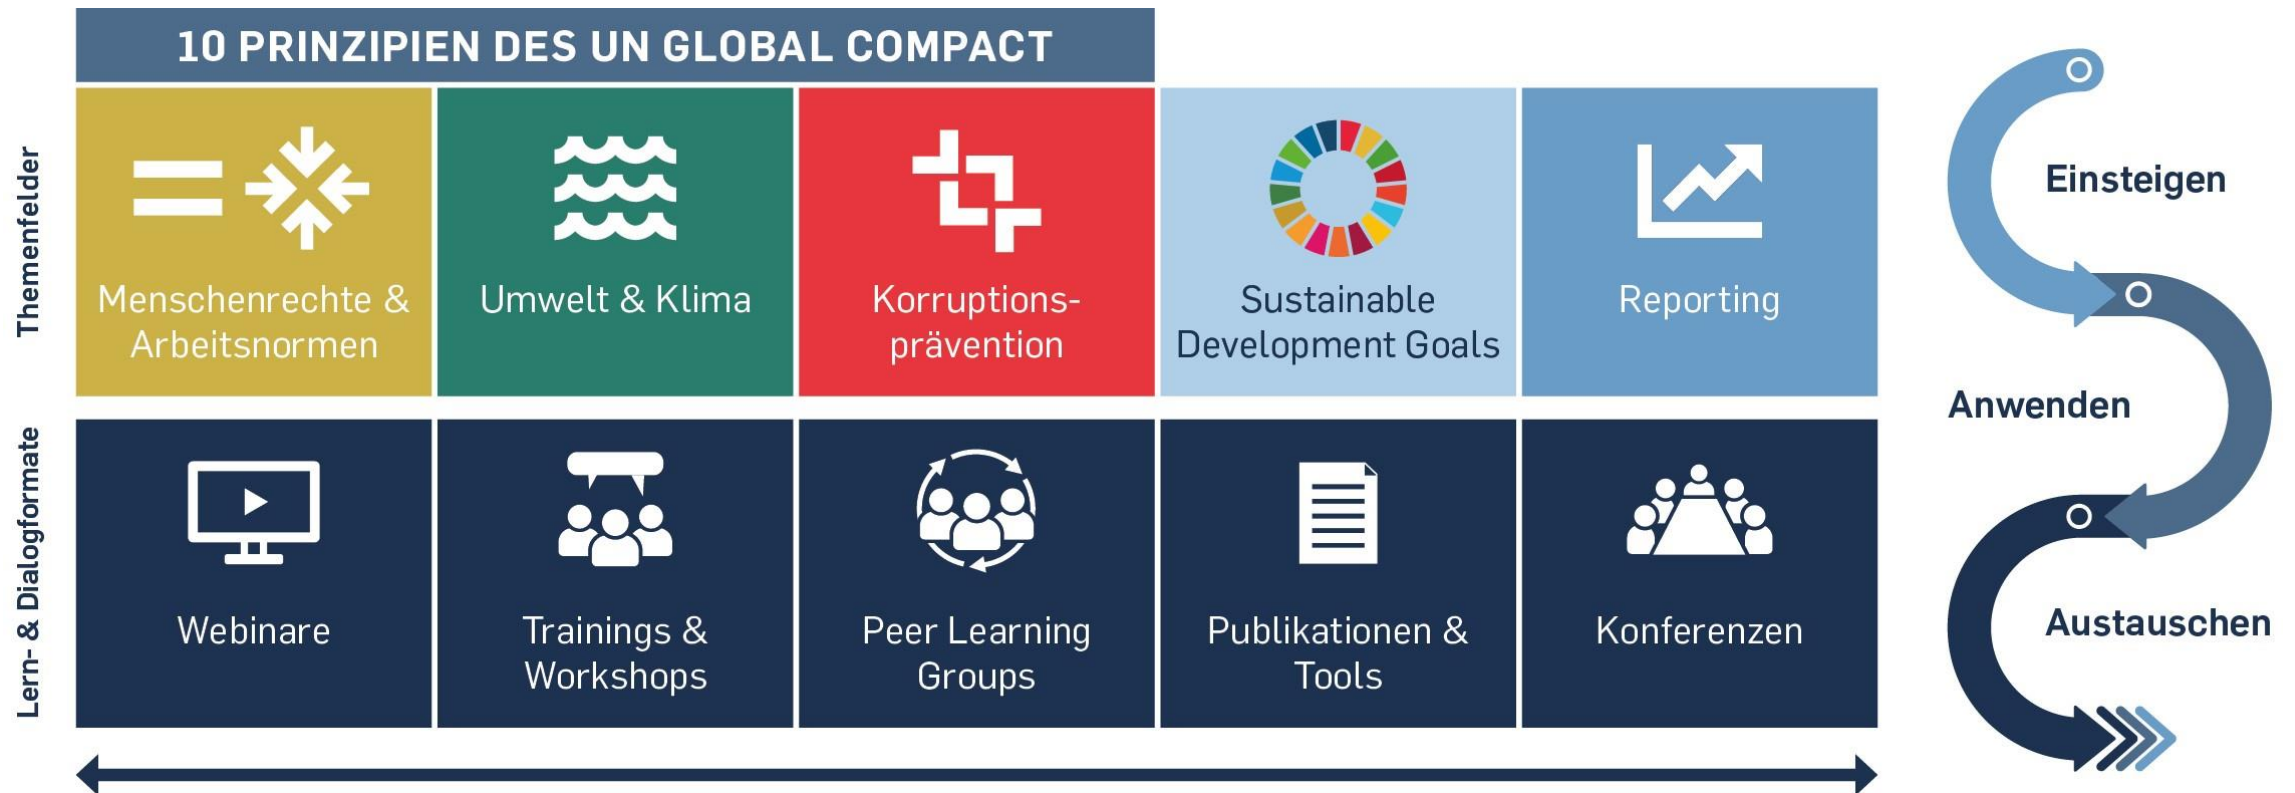 10 PRINZIPIEN DES UN GLOBAL COMPACT
Themenfelder
Menschenrechte &
Arbeitsnormen
Umwelt & Klima
Korruptions-
prävention
Sustainable
Development Goals
Reporting
Lern- & Dialogformate
Webinare
Trainings &
Workshops
Peer Learning
Groups
Publikationen &
Tools
Konferenzen
Einsteigen
Anwenden
Austauschen